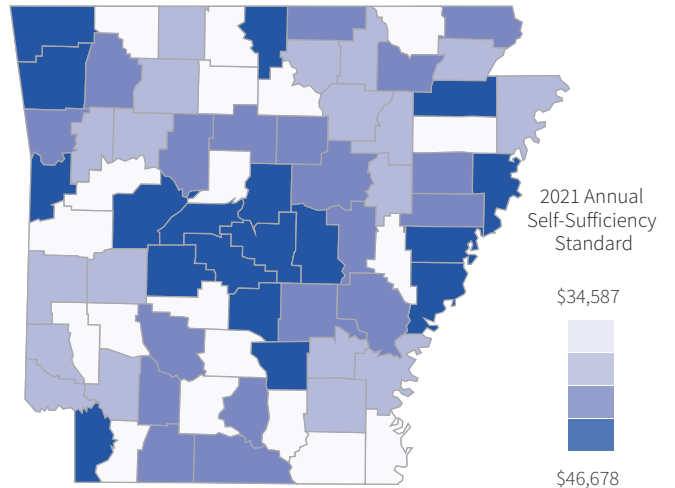 2021 Annual
Self-Sufficiency
Standard
$34,587
$46,678